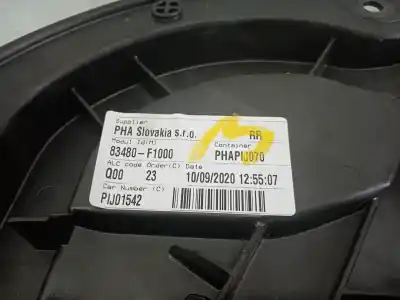 Supplier
PHA Slovakia s.r.o. RR
Modul Id(M) Container
83480-F1000 PHAPIJ070
ALC code Order(C) Date
Q00 23 10/09/2020 12:55:07
Car Number (C)
PIJ01542